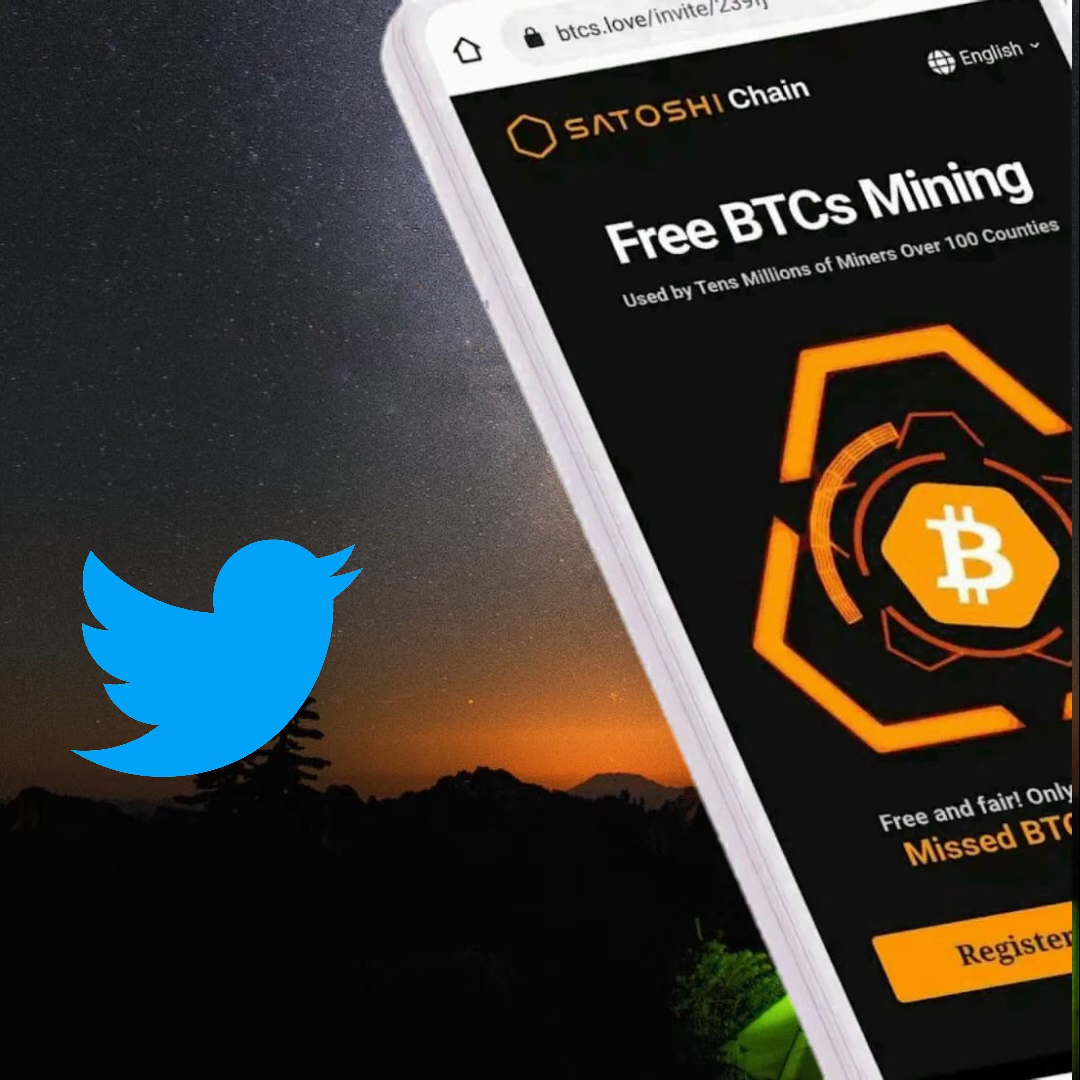 btcs.love/invite/239fj
English
SATOSHI Chain
Free BTCs Mining
Used by Tens Millions of Miners Over 100 Counties
Free and fair! Only
Missed BTC
Register